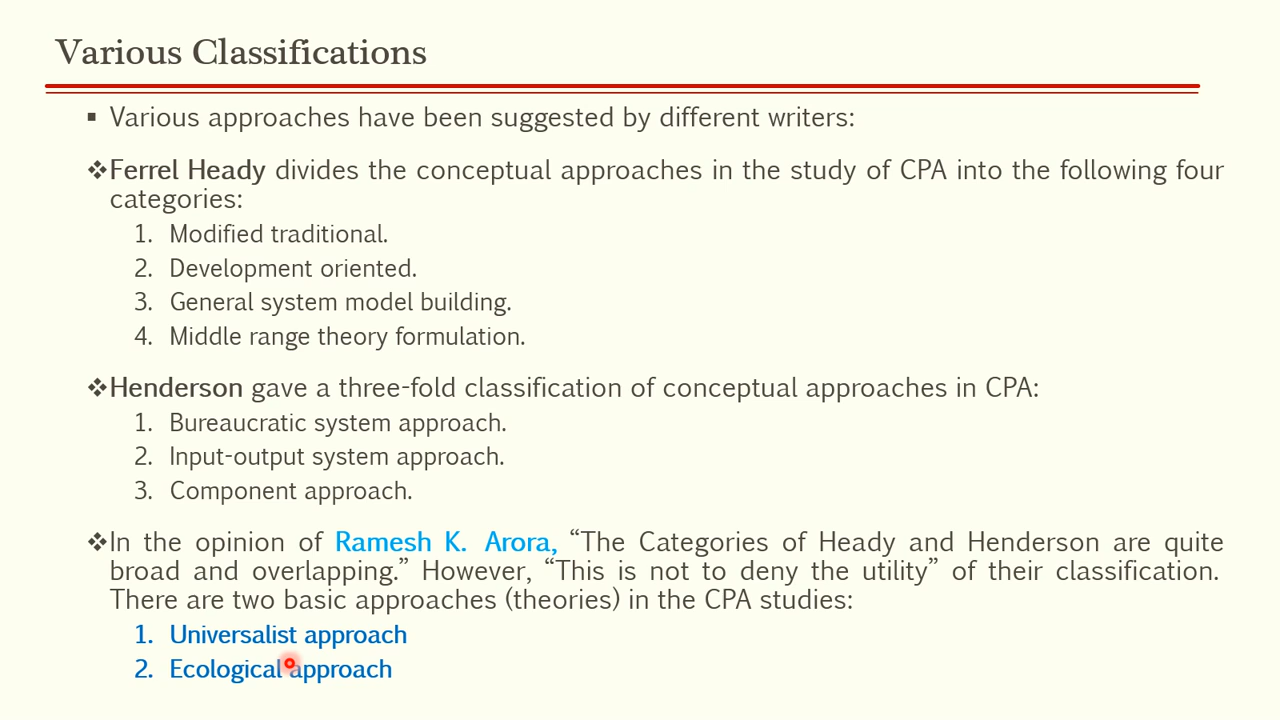 Various Classifications
▪ Various approaches have been suggested by different writers:
❖Ferrel Heady divides the conceptual approaches in the study of CPA into the following four
categories:
1. Modified traditional.
2. Development oriented.
3. General system model building.
4. Middle range theory formulation.
❖Henderson gave a three-fold classification of conceptual approaches in CPA:
1. Bureaucratic system approach.
2. Input-output system approach.
3. Component approach.
❖In the opinion of Ramesh K. Arora, “The Categories of Heady and Henderson are quite
broad and overlapping.” However, “This is not to deny the utility” of their classification.
There are two basic approaches (theories) in the CPA studies:
1. Universalist approach
2. Ecological approach